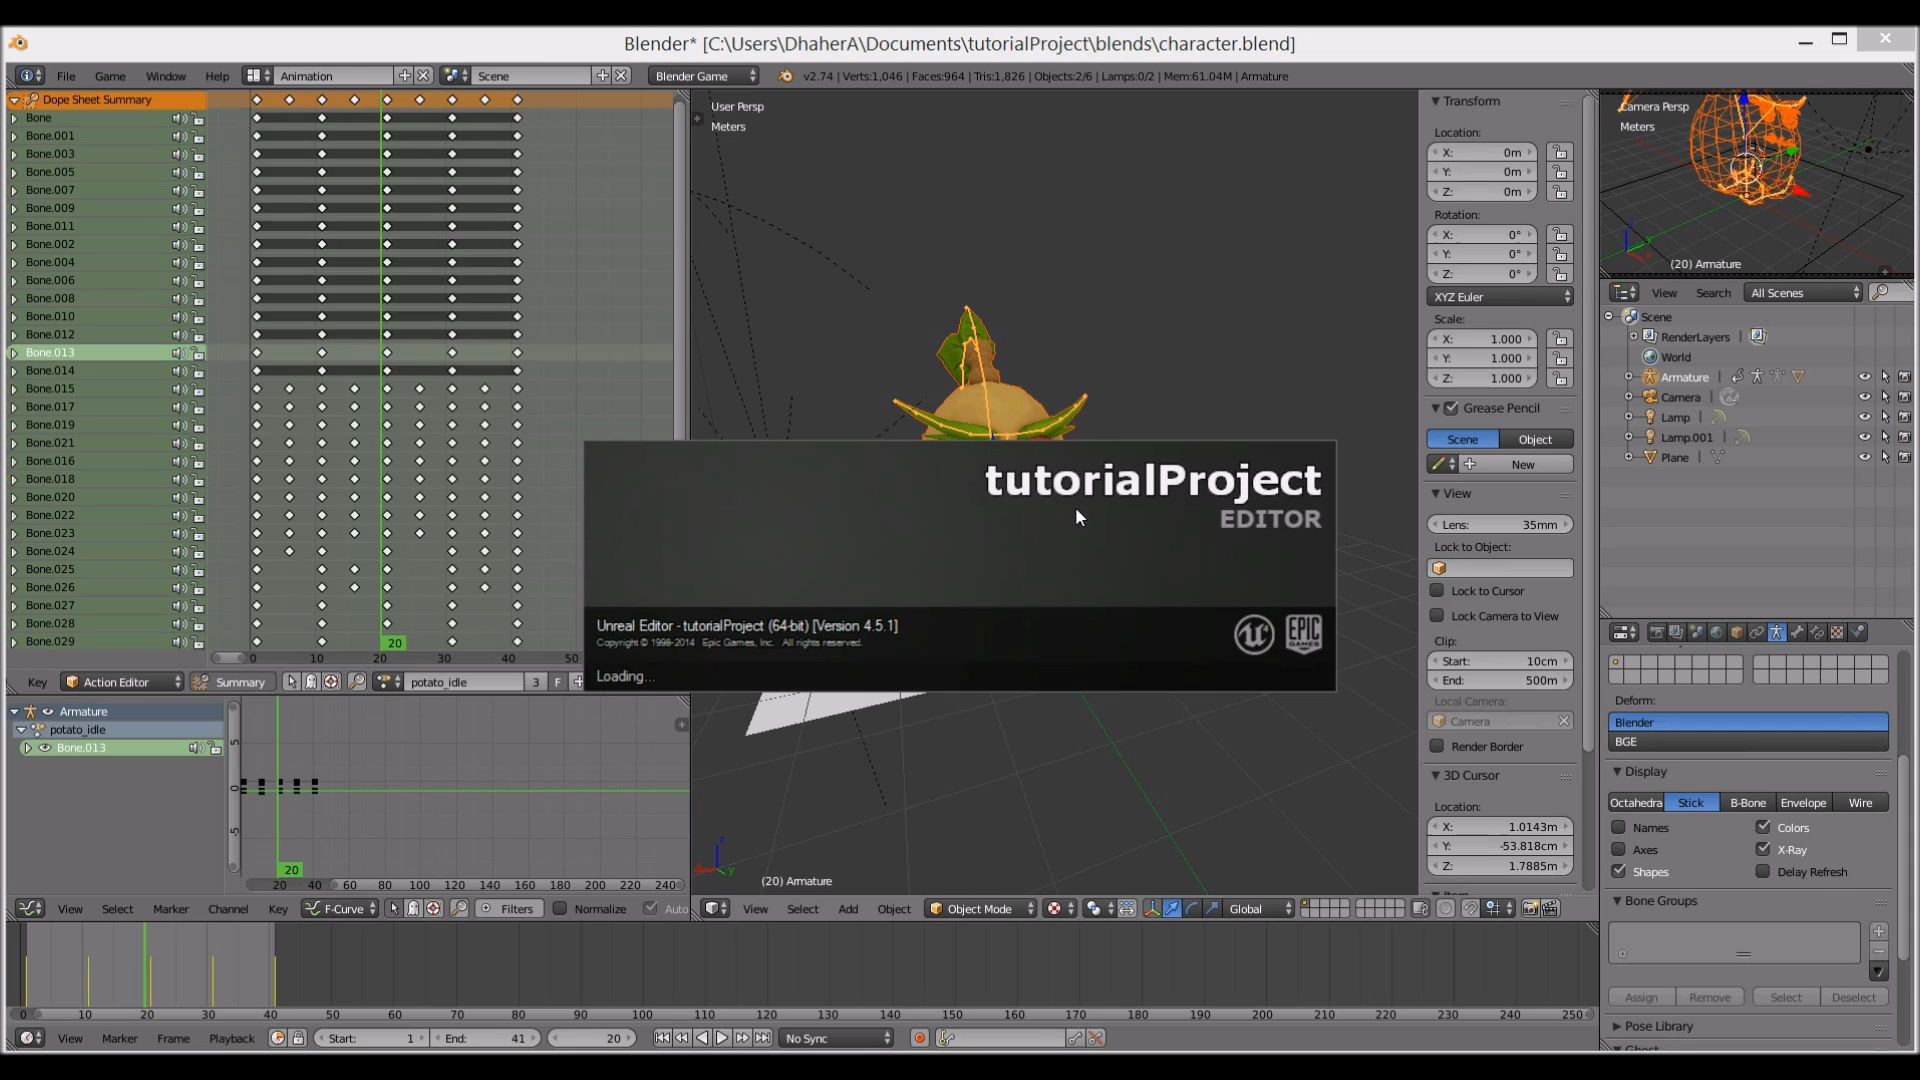 Blender* [C:\Users\DhaherA\Documents\tutorialProject\blends\character.blend]
File Game Window Help Animation Scene Blender Game v2.74 | Verts:1,046 | Faces:964 | Tris:1,826 | Objects:2/6 | Lamps:0/2 | Mem:61.04M | Armature
Dope Sheet Summary
Bone
Bone.001
Bone.003
Bone.005
Bone.007
Bone.009
Bone.011
Bone.002
Bone.004
Bone.006
Bone.008
Bone.010
Bone.012
Bone.013
Bone.014
Bone.015
Bone.017
Bone.019
Bone.021
Bone.016
Bone.018
Bone.020
Bone.022
Bone.023
Bone.024
Bone.025
Bone.026
Bone.027
Bone.028
Bone.029
20
0 10 20 30 40 50
Key Action Editor Summary potato_idle 3 F
Armature
potato_idle
Bone.013
5
0
-5
20
20 40 60 80 100 120 140 160 180 200 220 240
View Select Marker Channel Key F-Curve Filters Normalize Auto
User Persp
Meters
tutorialProject
EDITOR
Unreal Editor - tutorialProject (64-bit) [Version 4.5.1]
Copyright © 1998-2014 Epic Games, Inc. All rights reserved.
EPIC
GAMES
Loading...
(20) Armature
View Select Add Object Object Mode Global
Transform
Location:
X: 0m
Y: 0m
Z: 0m
Rotation:
X: 0°
Y: 0°
Z: 0°
XYZ Euler
Scale:
X: 1.000
Y: 1.000
Z: 1.000
Grease Pencil
Scene Object
New
View
Lens: 35mm
Lock to Object:
Lock to Cursor
Lock Camera to View
Clip:
Start: 10cm
End: 500m
Local Camera:
Camera
Render Border
3D Cursor
Location:
X: 1.0143m
Y: -53.818cm
Z: 1.7885m
Camera Persp
Meters
(20) Armature
View Search All Scenes
Scene
RenderLayers
World
Armature
Camera
Lamp
Lamp.001
Plane
Deform:
Blender
BGE
Display
Octahedra Stick B-Bone Envelope Wire
Names Colors
Axes X-Ray
Shapes Delay Refresh
Bone Groups
Assign Remove Select Deselect
Pose Library
0 10 20 30 40 50 60 70 80 90 100 110 120 130 140 150 160 170 180 190 200 210 220 230 240 250
View Marker Frame Playback Start: 1 End: 41 20 No Sync